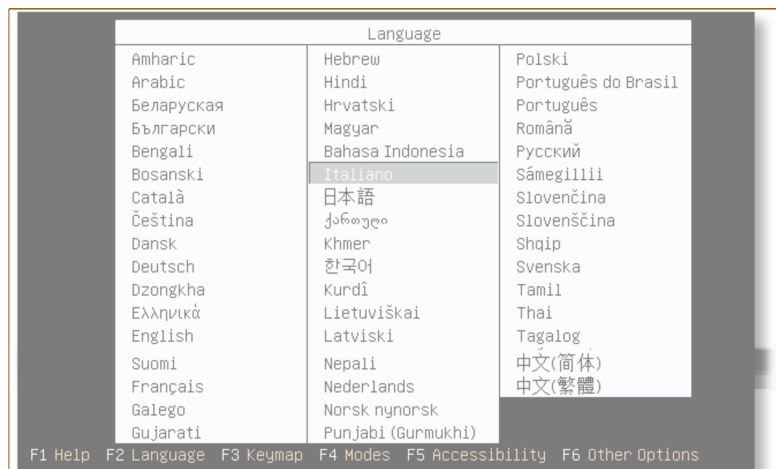 Language
Amharic
Arabic
Беларуская
Български
Bengali
Bosanski
Català
Čeština
Dansk
Deutsch
Dzongkha
Ελληνικά
English
Suomi
Français
Galego
Gujarati
Hebrew
Hindi
Hrvatski
Magyar
Bahasa Indonesia
Italiano
日本語
ქართული
Khmer
한국어
Kurdî
Lietuviškai
Latviski
Nepali
Nederlands
Norsk nynorsk
Punjabi (Gurmukhi)
Polski
Português do Brasil
Português
Română
Русский
Sámegillii
Slovenčina
Slovenščina
Shqip
Svenska
Tamil
Thai
Tagalog
中文(简体)
中文(繁體)
F1 Help F2 Language F3 Keymap F4 Modes F5 Accessibility F6 Other Options